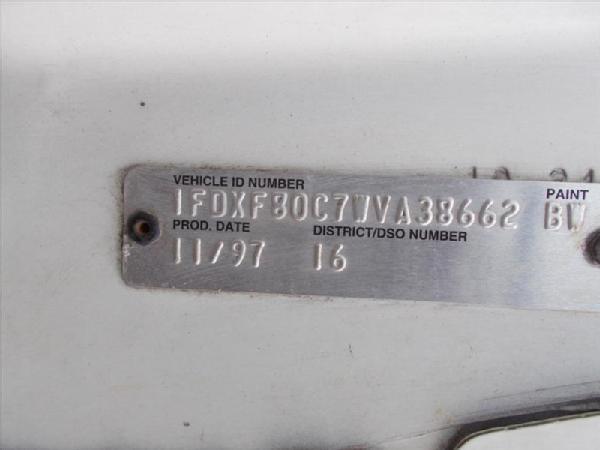 VEHICLE ID NUMBER PAINT
1FDXF80C7WVA38662 BW
PROD. DATE DISTRICT/DSO NUMBER
11/97 16